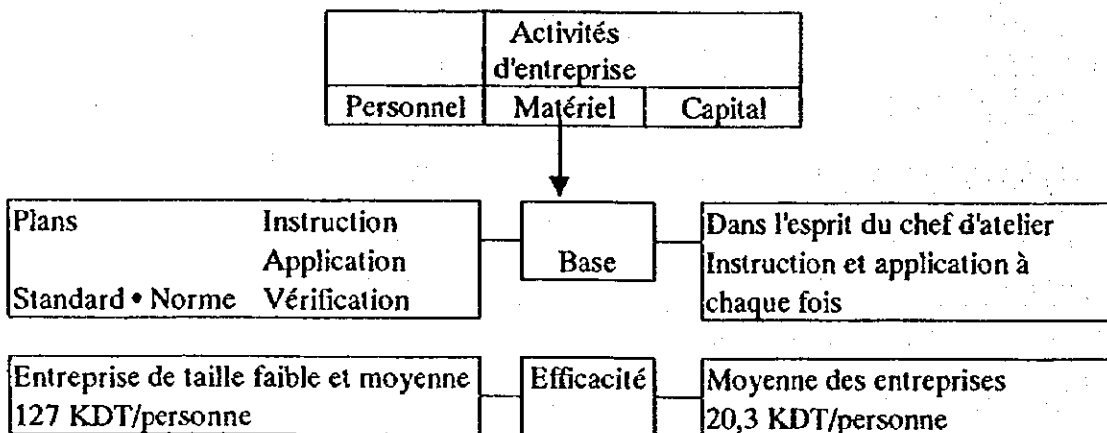 Activités
d'entreprise
Personnel Matériel Capital
Plans Instruction
Application
Standard • Norme Vérification
Base
Dans l'esprit du chef d'atelier
Instruction et application à
chaque fois
Entreprise de taille faible et moyenne
127 KDT/personne
Efficacité
Moyenne des entreprises
20,3 KDT/personne